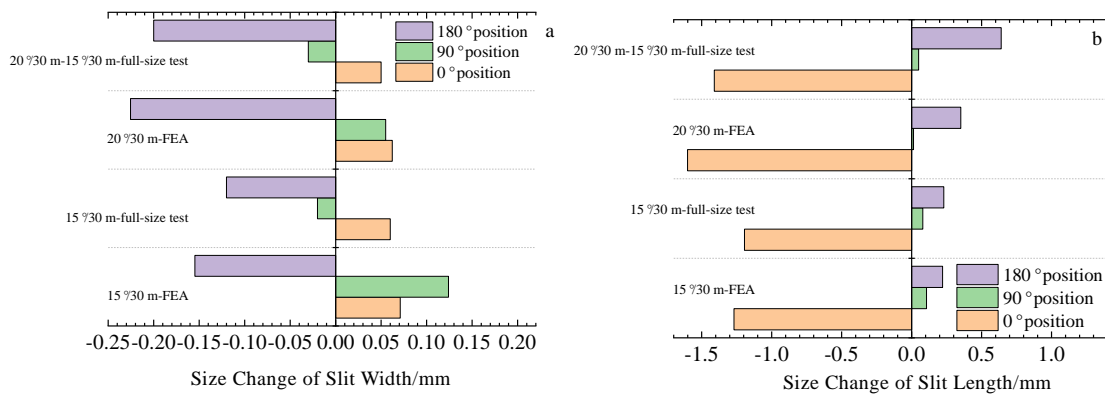 180 °position
90 °position
0 °position
a
20 °/30 m-15 °/30 m-full-size test
20 °/30 m-FEA
15 °/30 m-full-size test
15 °/30 m-FEA
-0.25 -0.20 -0.15 -0.10 -0.05 0.00 0.05 0.10 0.15 0.20
Size Change of Slit Width/mm
b
20 °/30 m-15 °/30 m-full-size test
20 °/30 m-FEA
15 °/30 m-full-size test
15 °/30 m-FEA
180 °position
90 °position
0 °position
-1.5 -1.0 -0.5 0.0 0.5 1.0
Size Change of Slit Length/mm